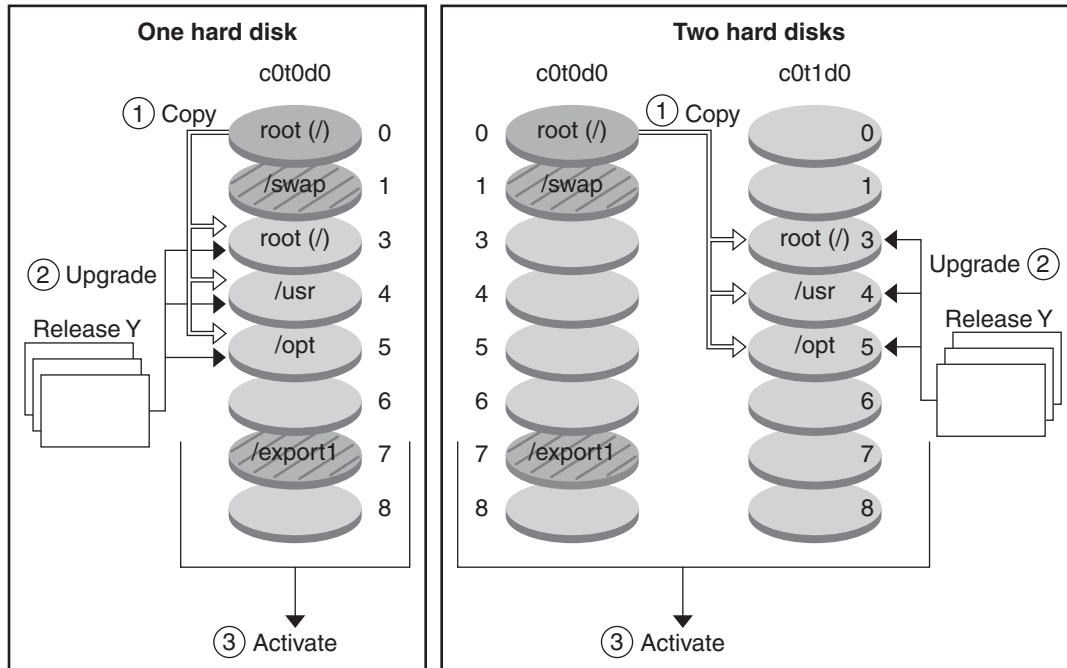 One hard disk
c0t0d0
1 Copy
root (/) 0
/swap 1
root (/) 3
2 Upgrade
/usr 4
Release Y
/opt 5
6
/export1 7
8
3 Activate
Two hard disks
c0t0d0 c0t1d0
1 Copy
0 root (/) 0
1 /swap 1
3 root (/) 3
Upgrade 2
4 /usr 4
Release Y
5 /opt 5
6 6
7 /export1 7
8 8
3 Activate